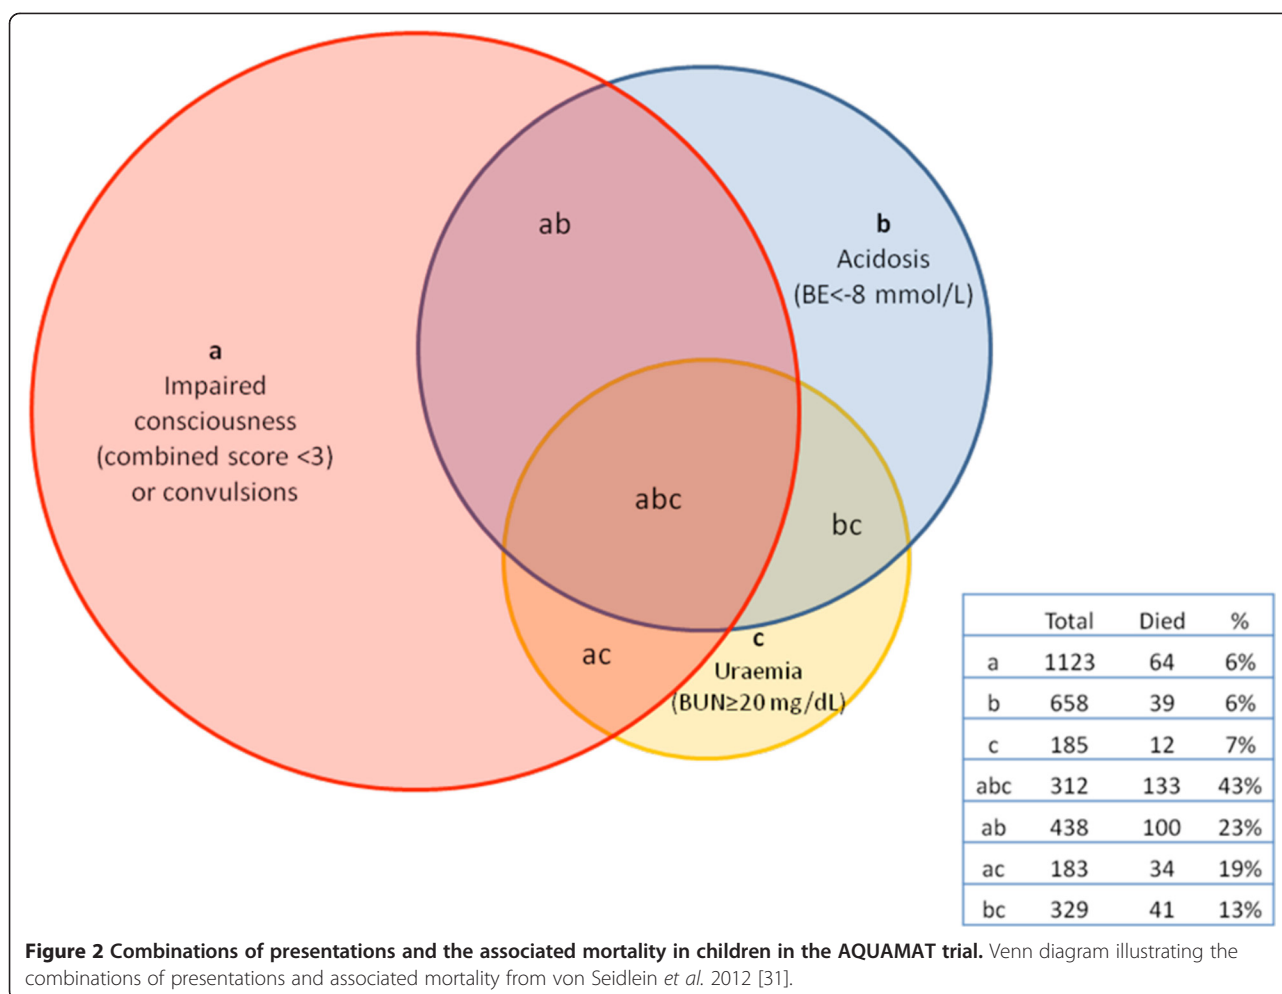 ab
b
Acidosis
(BE<-8 mmol/L)
a
Impaired
consciousness
(combined score <3)
or convulsions
abc
bc
ac
c
Uraemia
(BUN≥20 mg/dL)
Total Died %
a 1123 64 6%
b 658 39 6%
c 185 12 7%
abc 312 133 43%
ab 438 100 23%
ac 183 34 19%
bc 329 41 13%
Figure 2 Combinations of presentations and the associated mortality in children in the AQUAMAT trial. Venn diagram illustrating the
combinations of presentations and associated mortality from von Seidlein et al. 2012 [31].